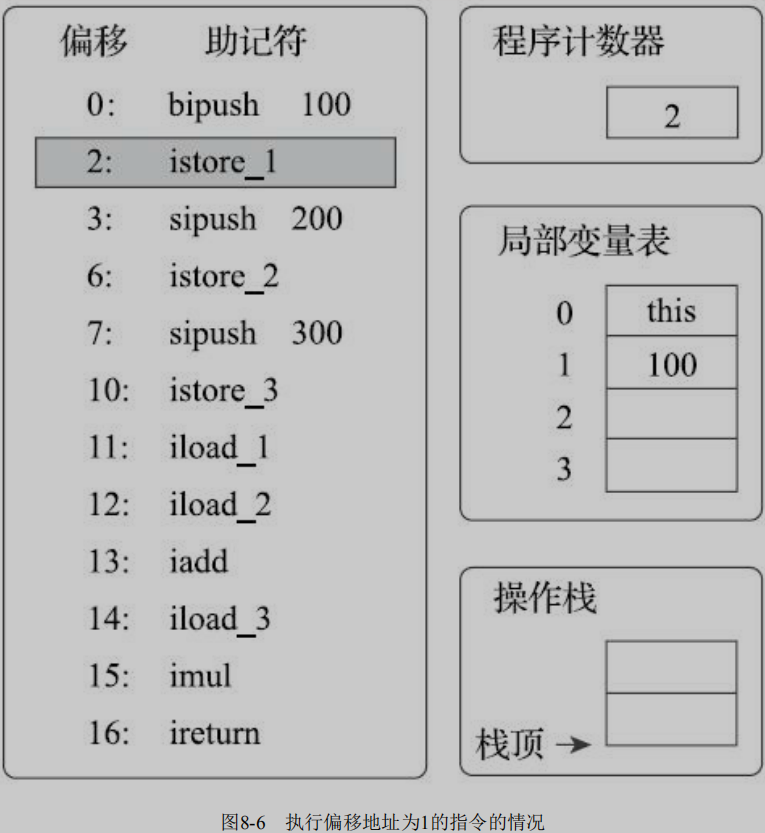 偏移 助记符
0: bipush 100
2: istore_1
3: sipush 200
6: istore_2
7: sipush 300
10: istore_3
11: iload_1
12: iload_2
13: iadd
14: iload_3
15: imul
16: ireturn
程序计数器
2
局部变量表
0 this
1 100
2
3
操作栈
栈顶
图8-6 执行偏移地址为1的指令的情况